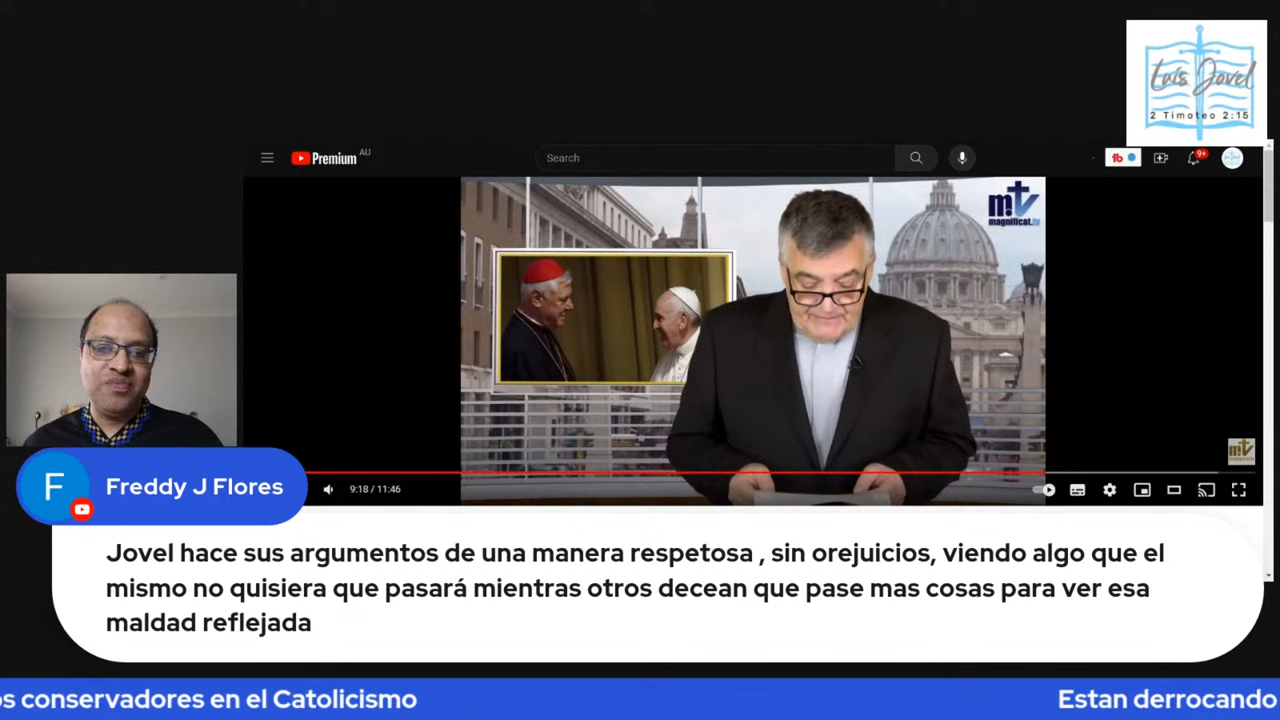 Luis Jovel
2 Timoteo 2:15
Premium AU
Search
9+
mtv
magnificat.tv
F
Freddy J Flores
9:18 / 11:46
Jovel hace sus argumentos de una manera respetosa , sin orejuicios, viendo algo que el
mismo no quisiera que pasará mientras otros decean que pase mas cosas para ver esa
maldad reflejada
os conservadores en el Catolicismo
Estan derrocando